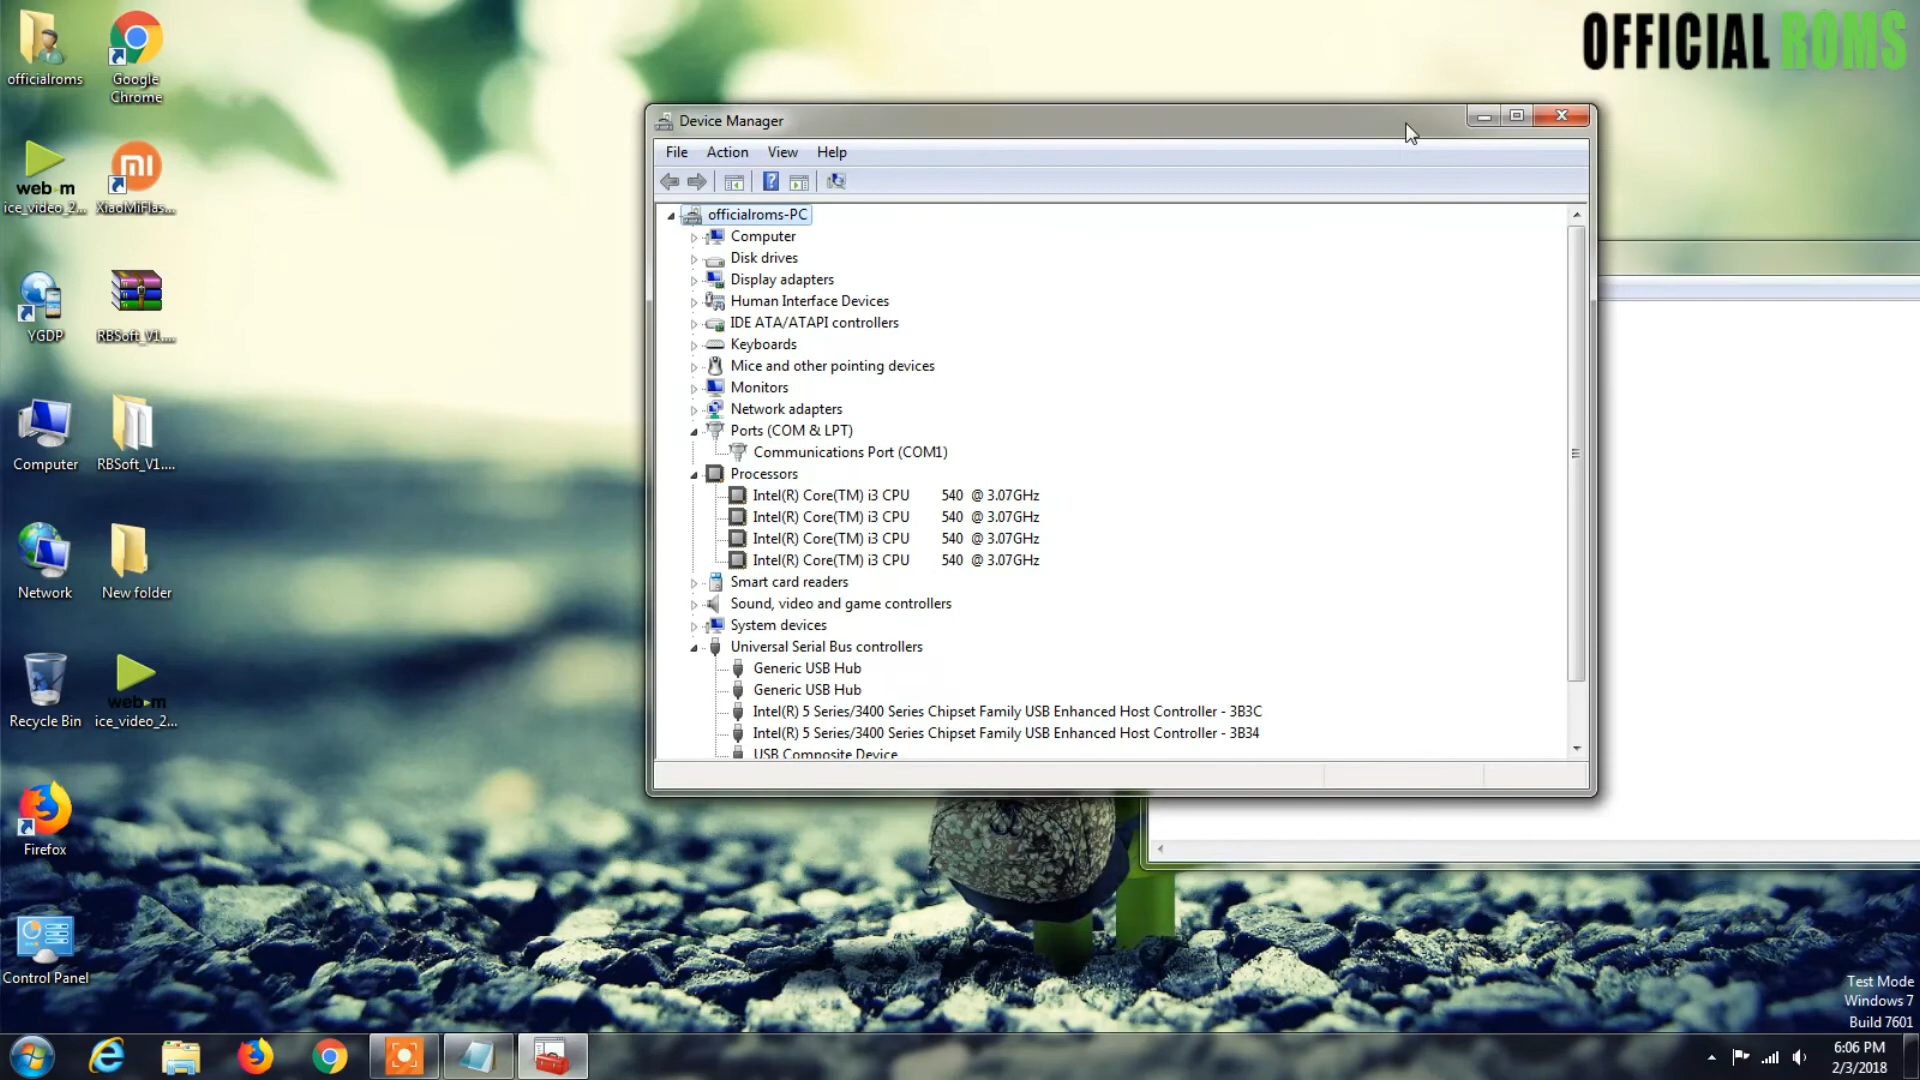 OFFICIAL ROMS
officialroms
Google
Chrome
web-m
ice_video_2...
mi
XiaoMiFlas...
YGDP
RBSoft_V1....
Computer
RBSoft_V1....
Network
New folder
Recycle Bin
web-m
ice_video_2...
Firefox
Control Panel
Device Manager
File Action View Help
officialroms-PC
Computer
Disk drives
Display adapters
Human Interface Devices
IDE ATA/ATAPI controllers
Keyboards
Mice and other pointing devices
Monitors
Network adapters
Ports (COM & LPT)
Communications Port (COM1)
Processors
Intel(R) Core(TM) i3 CPU 540 @ 3.07GHz
Intel(R) Core(TM) i3 CPU 540 @ 3.07GHz
Intel(R) Core(TM) i3 CPU 540 @ 3.07GHz
Intel(R) Core(TM) i3 CPU 540 @ 3.07GHz
Smart card readers
Sound, video and game controllers
System devices
Universal Serial Bus controllers
Generic USB Hub
Generic USB Hub
Intel(R) 5 Series/3400 Series Chipset Family USB Enhanced Host Controller - 3B3C
Intel(R) 5 Series/3400 Series Chipset Family USB Enhanced Host Controller - 3B34
USB Composite Device
Test Mode
Windows 7
Build 7601
6:06 PM
2/3/2018